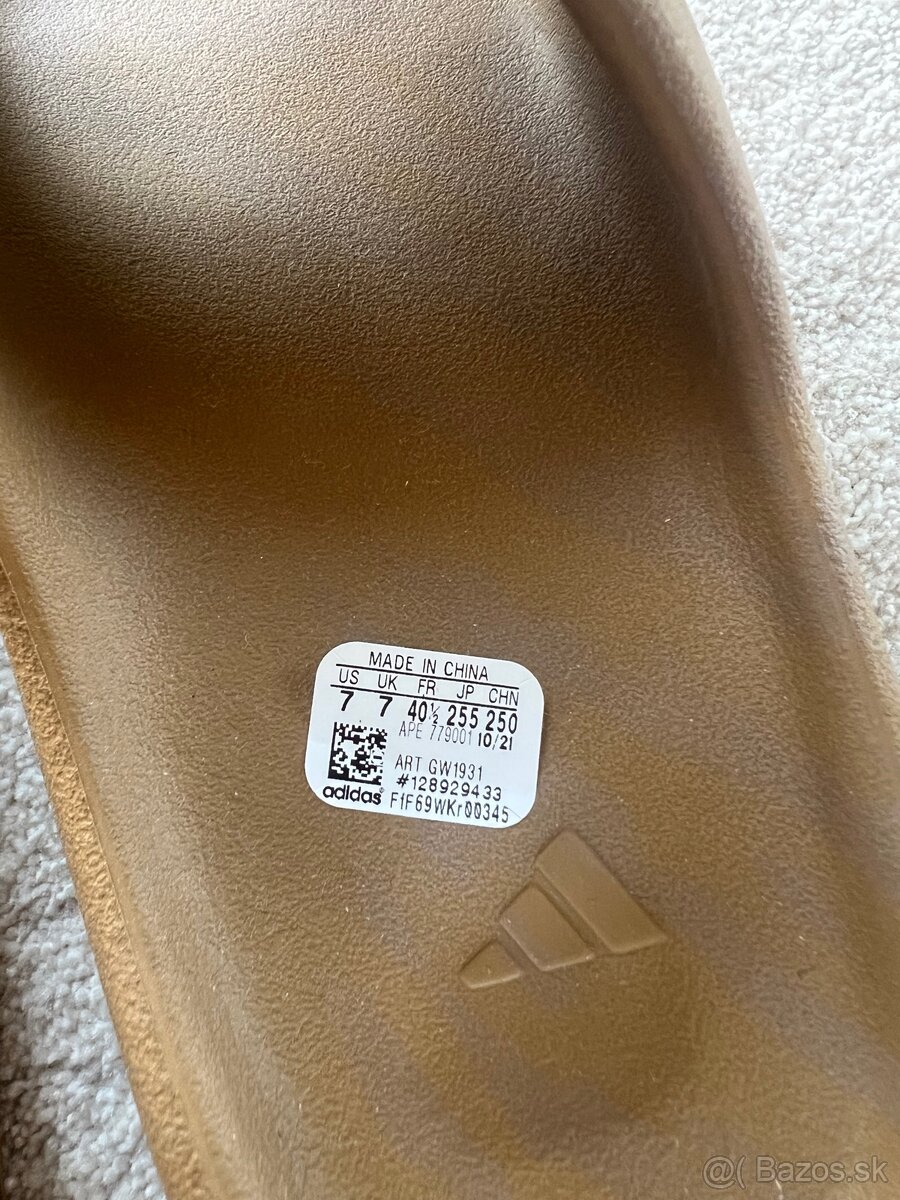 MADE IN CHINA
US UK FR JP CHN
7 7 40½ 255 250
APE 779001 10/21
ART GW1931
#128929433
adidas® F1F69WKr00345
@( Bazos.sk